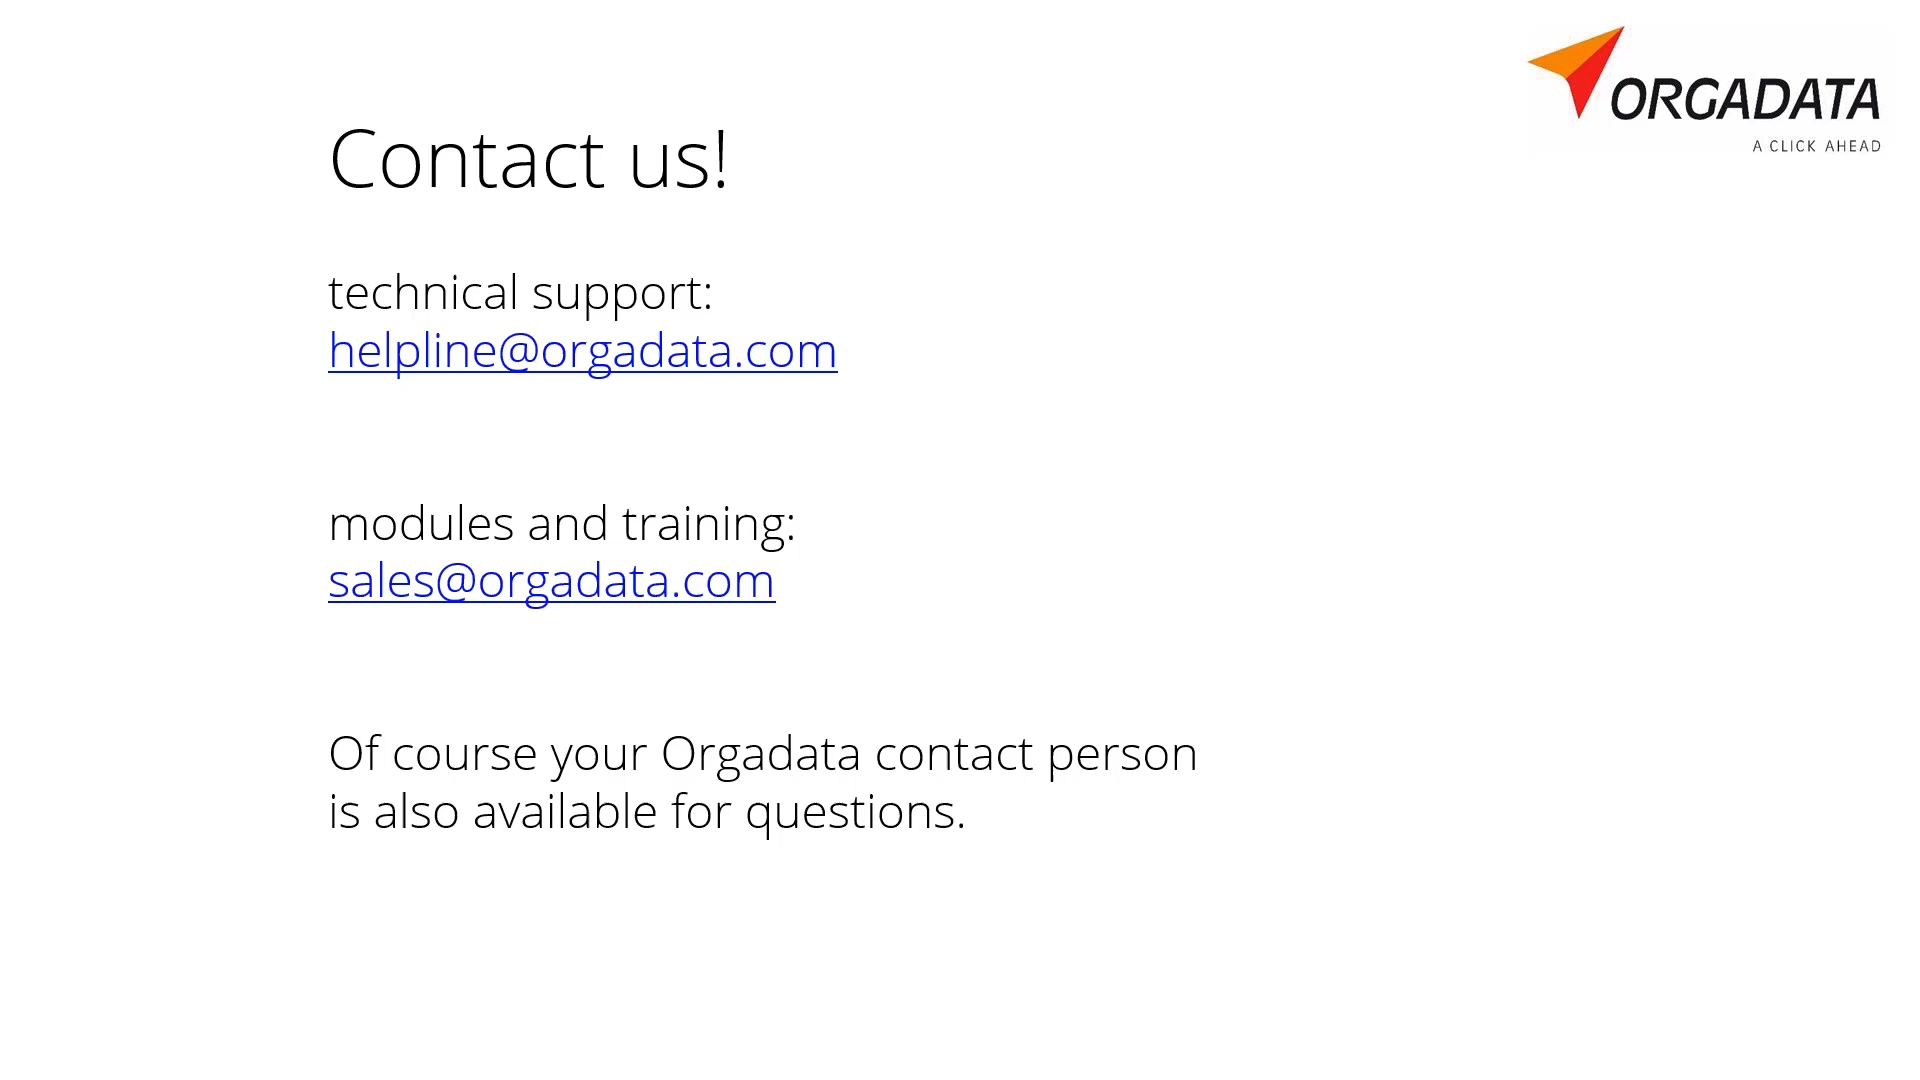 ORGADATA
A CLICK AHEAD
Contact us!
technical support:
helpline@orgadata.com
modules and training:
sales@orgadata.com
Of course your Orgadata contact person
is also available for questions.